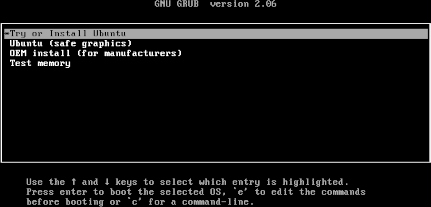 GNU GRUB  version 2.06
*Try or Install Ubuntu
Ubuntu (safe graphics)
OEM install (for manufacturers)
Test memory
Use the ↑ and ↓ keys to select which entry is highlighted.
Press enter to boot the selected OS, `e' to edit the commands
before booting or `c' for a command-line.